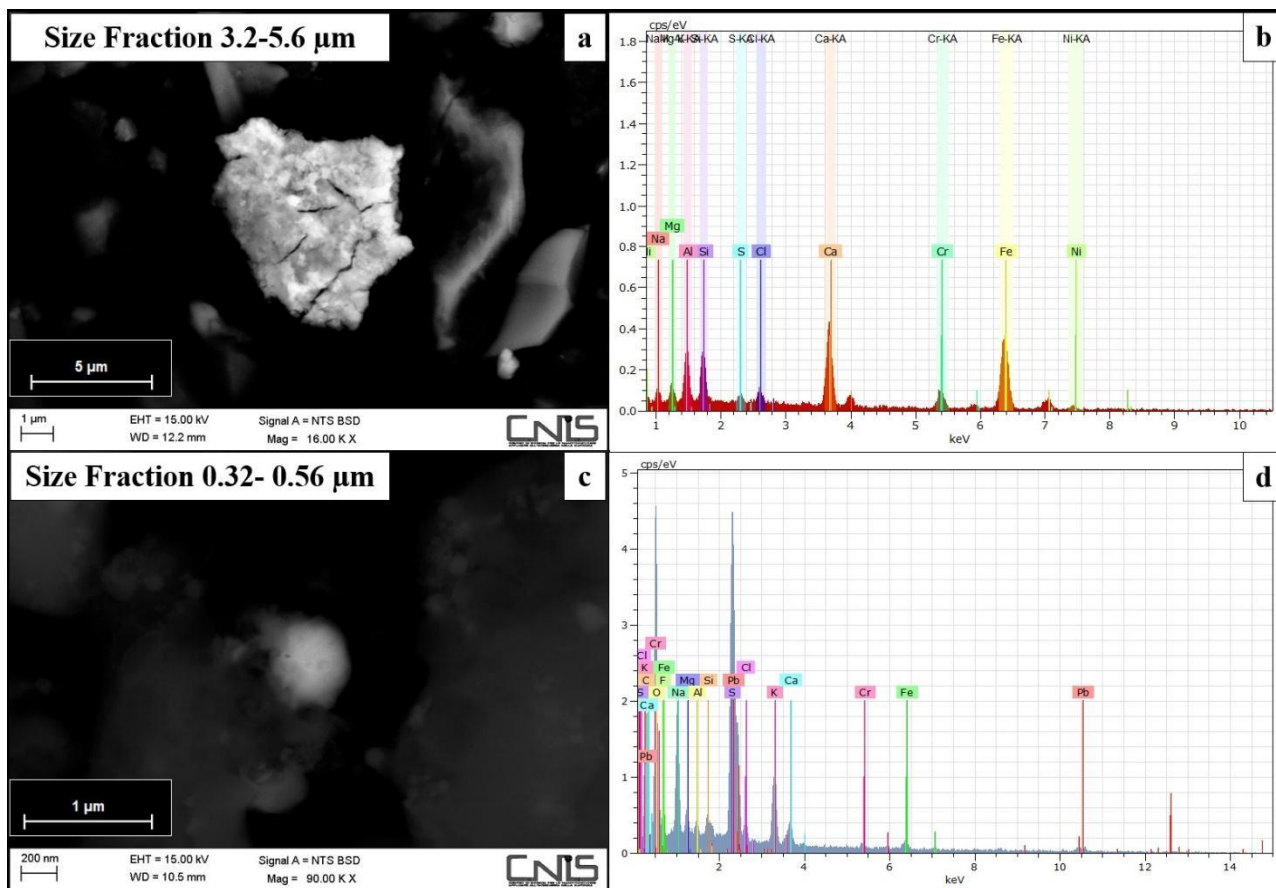 Size Fraction 3.2-5.6 µm
a
5 µm
1 µm
EHT = 15.00 kV
Signal A = NTS BSD
WD = 12.2 mm
Mag = 16.00 K X
CNIS
cps/eV
b
S-KA
Ca-KA
Cr-KA
Fe-KA
Ni-KA
1.8
1.6
1.4
1.2
1.0
0.8
0.6
0.4
0.2
0.0
Mg
Na
Al
Si
S
Cl
Ca
Cr
Fe
Ni
1 2 3 4 5 6 7 8 9 10
keV
Size Fraction 0.32- 0.56 µm
c
1 µm
200 nm
EHT = 15.00 kV
Signal A = NTS BSD
WD = 10.5 mm
Mag = 90.00 K X
CNIS
cps/eV
d
5
4
3
2
1
0
Cr
Cl
K Fe
C F Mg Si Pb Cl Ca
S O Na Al S K Cr Fe Pb
Ca
Pb
2 4 6 8 10 12 14
keV